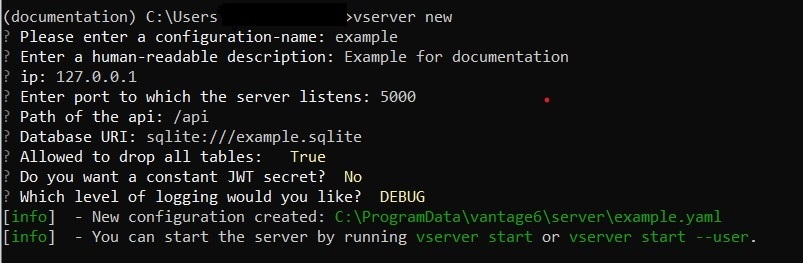 (documentation) C:\Users >vserver new
? Please enter a configuration-name: example
? Enter a human-readable description: Example for documentation
? ip: 127.0.0.1
? Enter port to which the server listens: 5000
? Path of the api: /api
? Database URI: sqlite:///example.sqlite
? Allowed to drop all tables:   True
? Do you want a constant JWT secret?  No
? Which level of logging would you like?  DEBUG
[info]  - New configuration created: C:\ProgramData\vantage6\server\example.yaml
[info]  - You can start the server by running vserver start or vserver start --user.